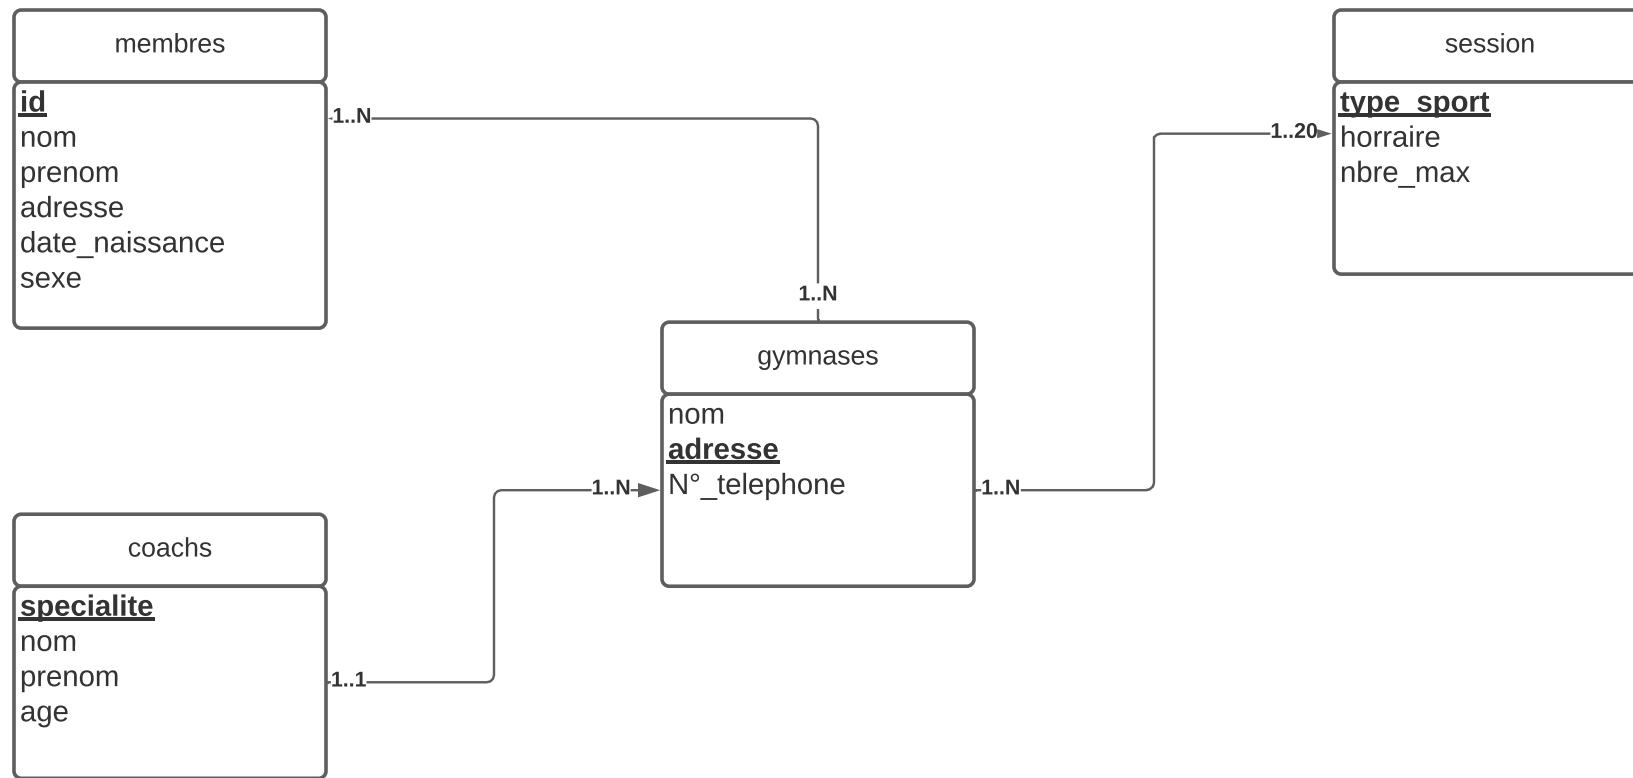 membres
id
nom
prenom
adresse
date_naissance
sexe
1..N
1..N
session
type_sport
horraire
nbre_max
1..20
gymnases
nom
adresse
N°_telephone
1..N
1..N
coachs
specialite
nom
prenom
age
1..1